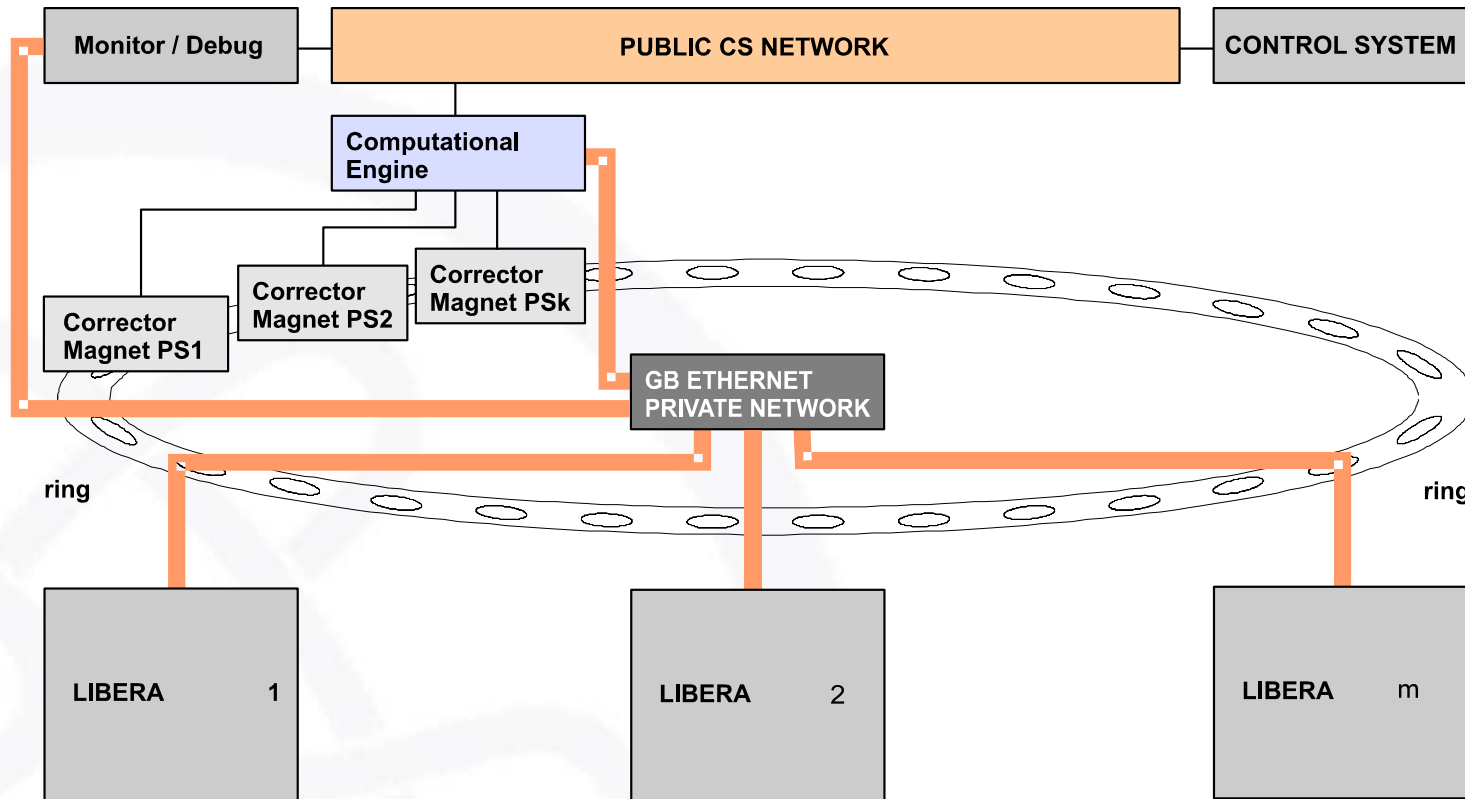 Monitor / Debug
PUBLIC CS NETWORK
CONTROL SYSTEM
Computational
Engine
Corrector
Magnet PSk
Corrector
Magnet PS2
Corrector
Magnet PS1
GB ETHERNET
PRIVATE NETWORK
ring
ring
LIBERA 1
LIBERA 2
LIBERA m